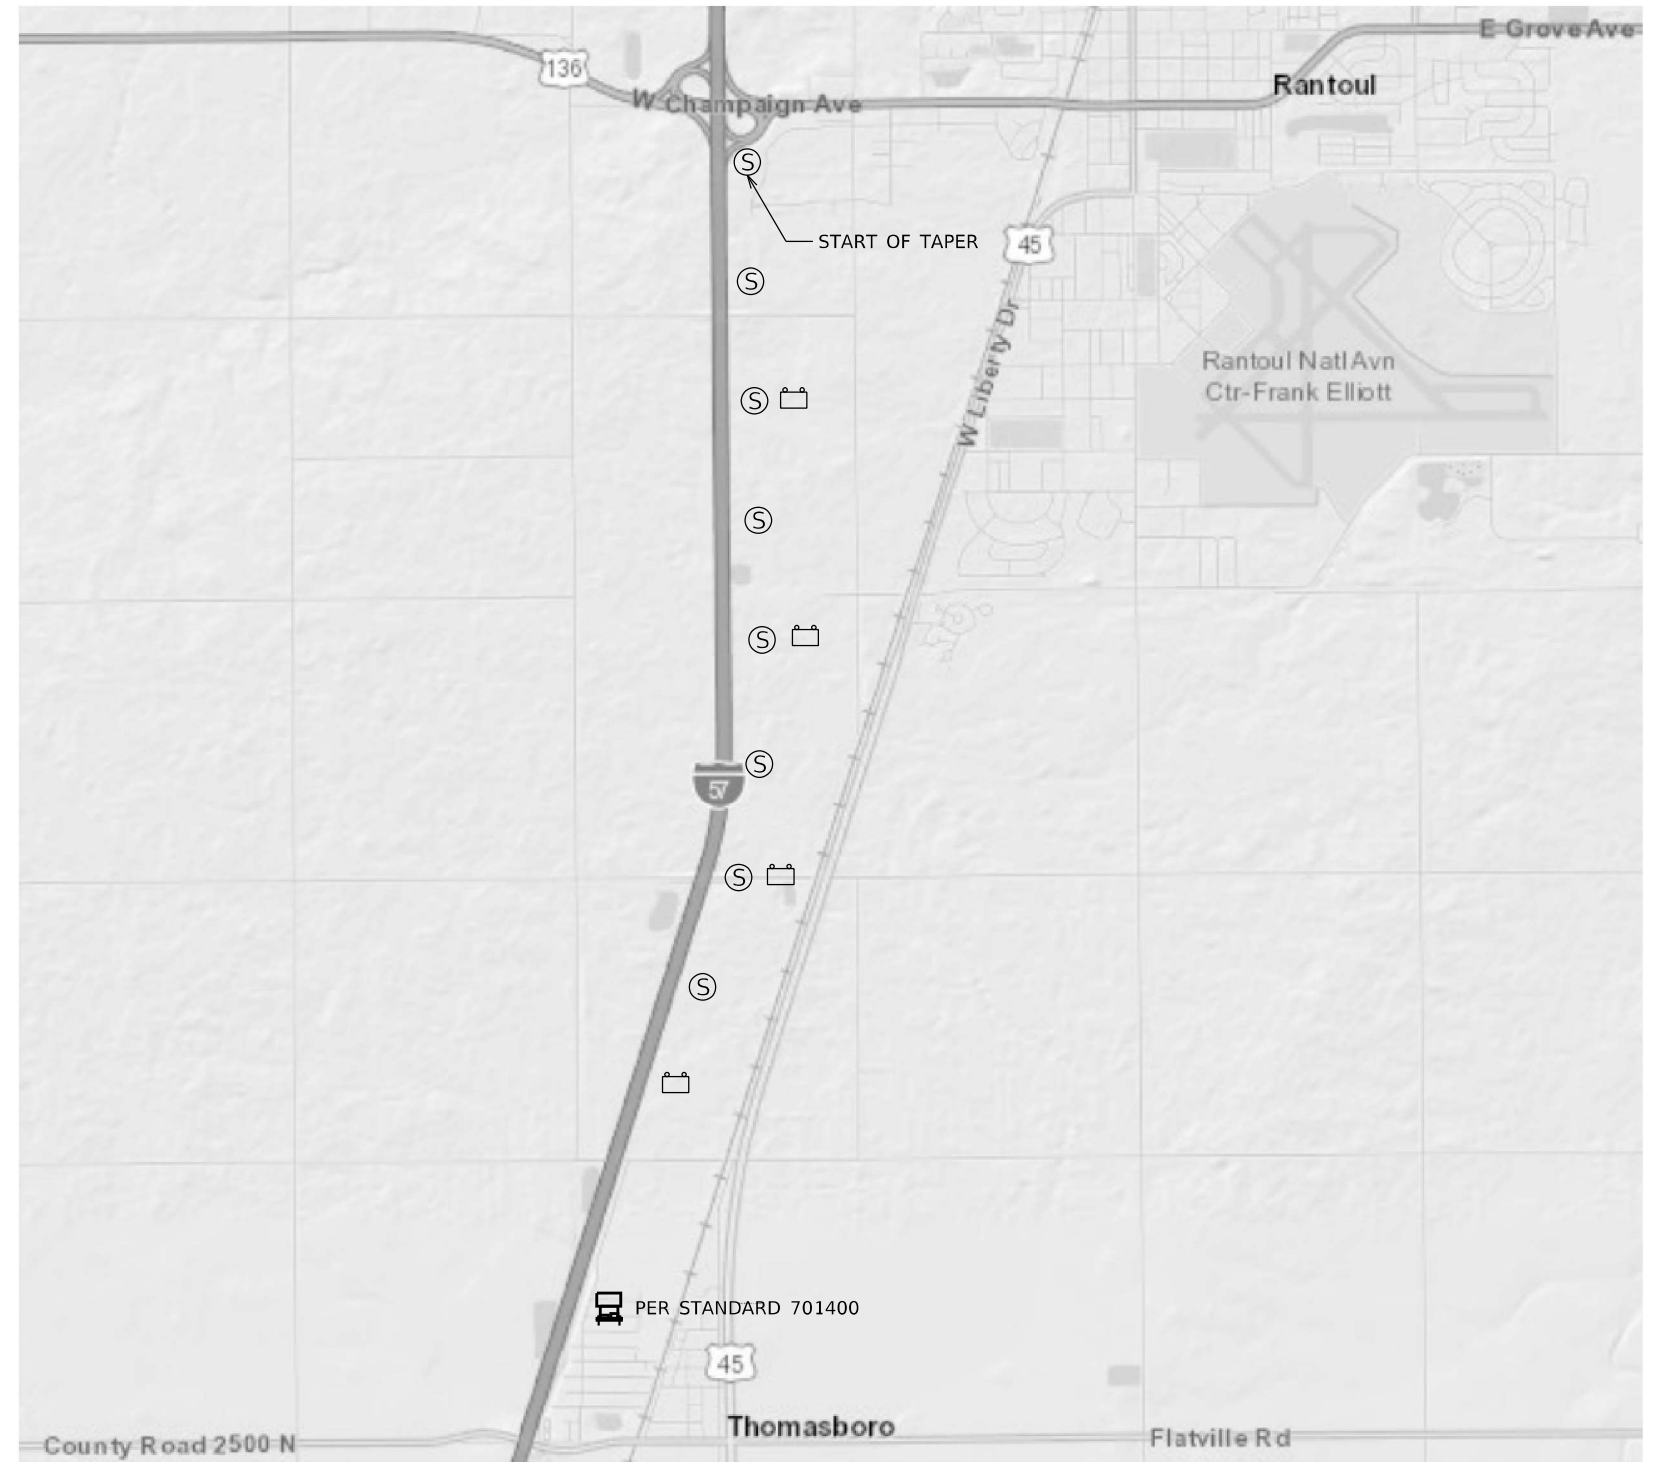 E Grove Ave
136
Rantoul
W Champaign Ave
S
START OF TAPER
45
S
W Liberty Dr
Rantoul Natl Avn
Ctr-Frank Elliott
S
S
S
S
57
S
S
PER STANDARD 701400
45
Thomasboro
County Road 2500 N
Flatville Rd